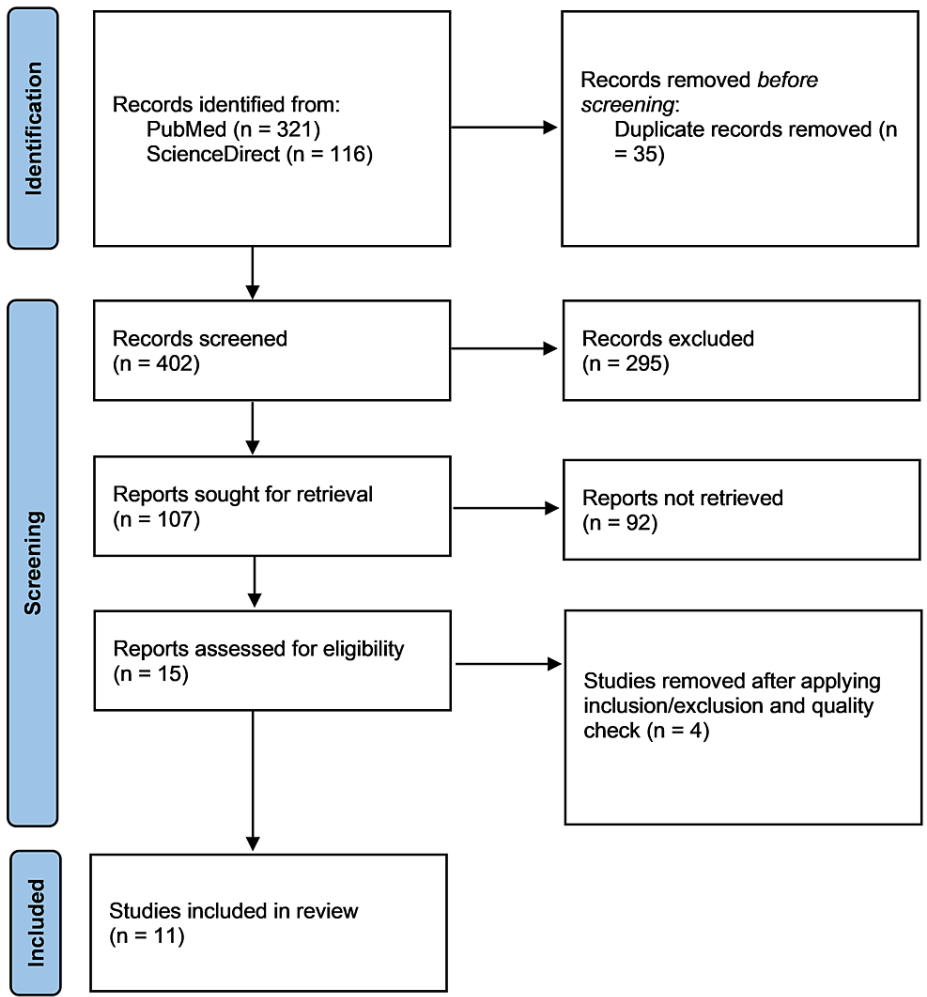 Identification
Records identified from:
PubMed (n = 321)
ScienceDirect (n = 116)
Records removed before
screening:
Duplicate records removed (n
= 35)
Screening
Records screened
(n = 402)
Records excluded
(n = 295)
Reports sought for retrieval
(n = 107)
Reports not retrieved
(n = 92)
Reports assessed for eligibility
(n = 15)
Studies removed after applying
inclusion/exclusion and quality
check (n = 4)
Included
Studies included in review
(n = 11)